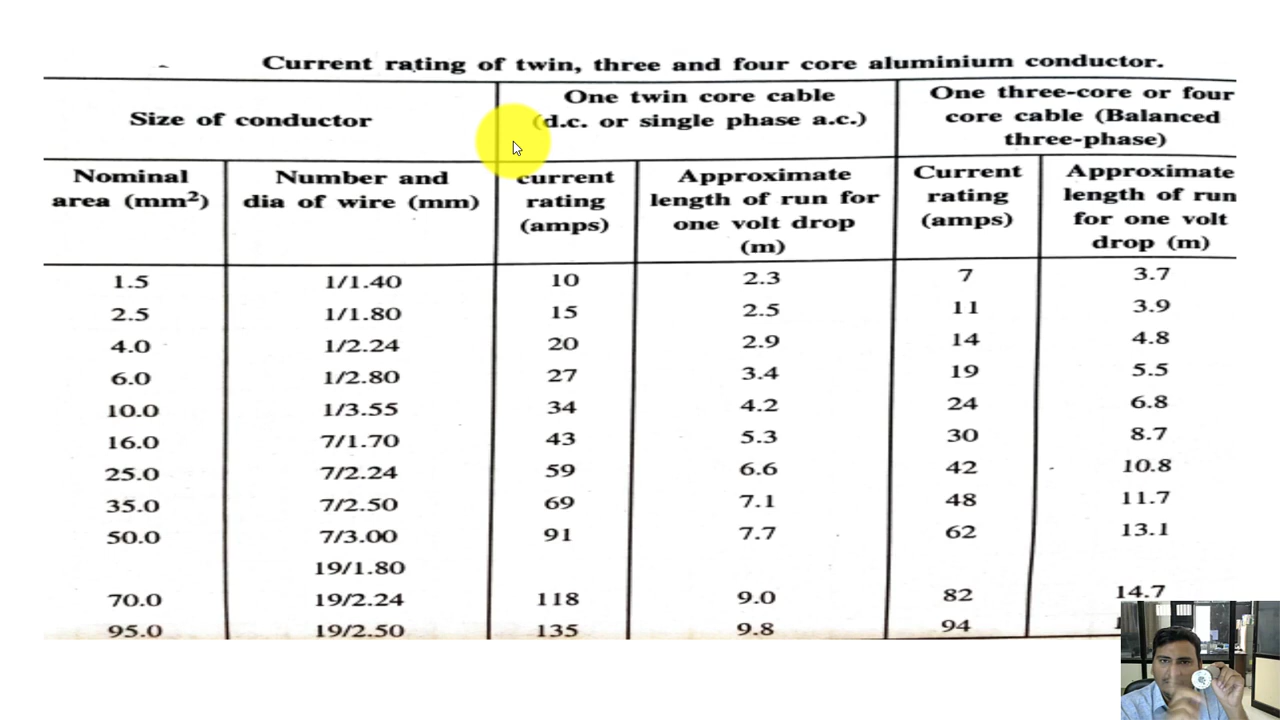 Current rating of twin, three and four core aluminium conductor.
Size of conductor
One twin core cable
(d.c. or single phase a.c.)
One three-core or four
core cable (Balanced
three-phase)
Nominal
area (mm²)
Number and
dia of wire (mm)
current
rating
(amps)
Approximate
length of run for
one volt drop
(m)
Current
rating
(amps)
Approximate
length of run
for one volt
drop (m)
1.5 1/1.40 10 2.3 7 3.7
2.5 1/1.80 15 2.5 11 3.9
4.0 1/2.24 20 2.9 14 4.8
6.0 1/2.80 27 3.4 19 5.5
10.0 1/3.55 34 4.2 24 6.8
16.0 7/1.70 43 5.3 30 8.7
25.0 7/2.24 59 6.6 42 10.8
35.0 7/2.50 69 7.1 48 11.7
50.0 7/3.00 91 7.7 62 13.1
19/1.80
70.0 19/2.24 118 9.0 82 14.7
95.0 19/2.50 135 9.8 94